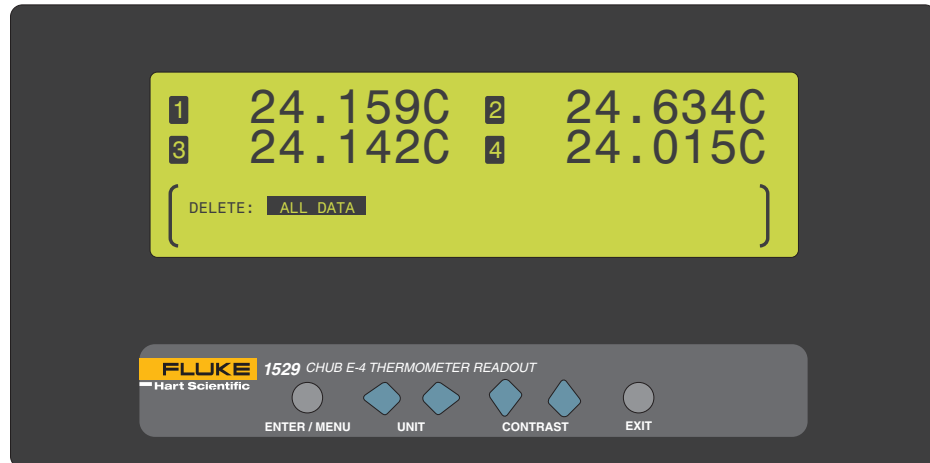 1 24.159C 2 24.634C
3 24.142C 4 24.015C
DELETE: ALL DATA
FLUKE 1529 CHUB E-4 THERMOMETER READOUT
Hart Scientific
ENTER / MENU UNIT CONTRAST EXIT